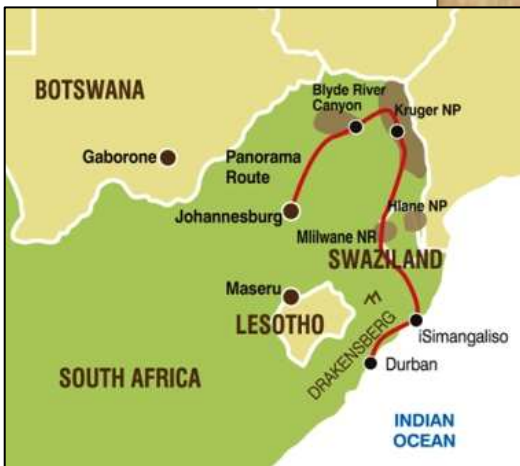 BOTSWANA
Blyde River
Canyon
Kruger NP
Gaborone
Panorama
Route
Johannesburg
Hlane NP
Mlilwane NR
SWAZILAND
Maseru
LESOTHO
DRAKENSBERG
iSimangaliso
Durban
SOUTH AFRICA
INDIAN
OCEAN